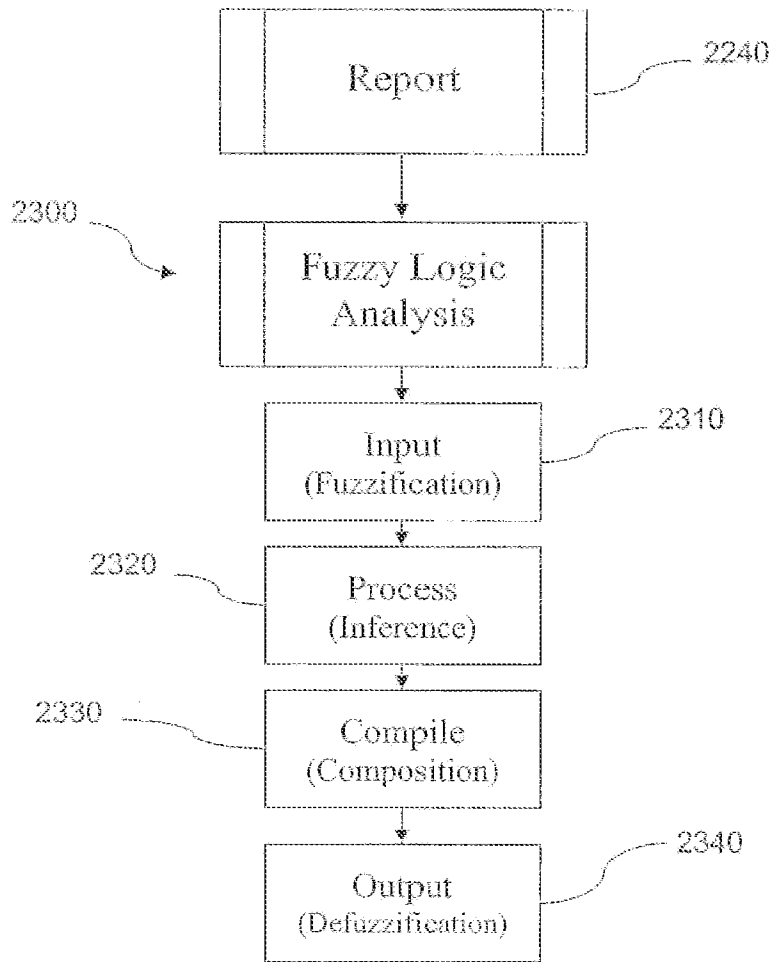 Report
2240
2300
Fuzzy Logic
Analysis
Input
(Fuzzification)
2310
2320
Process
(Inference)
2330
Compile
(Composition)
2340
Output
(Defuzzification)